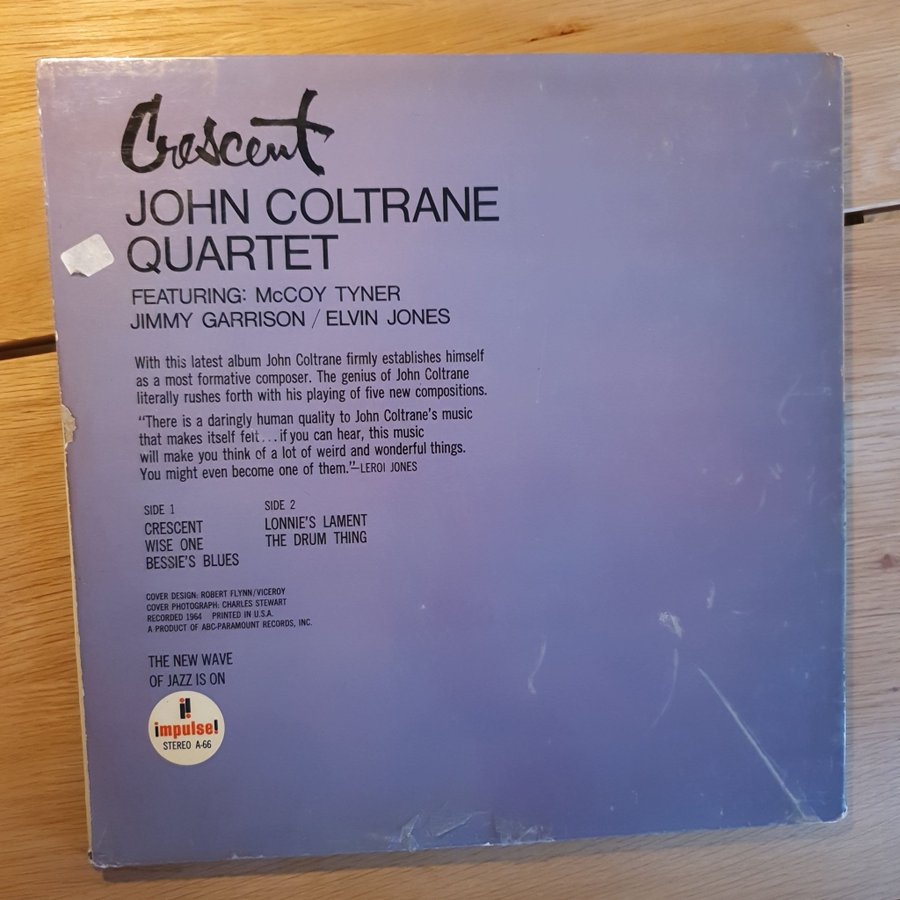 Crescent
JOHN COLTRANE
QUARTET
FEATURING: McCOY TYNER
JIMMY GARRISON / ELVIN JONES
With this latest album John Coltrane firmly establishes himself
as a most formative composer. The genius of John Coltrane
literally rushes forth with his playing of five new compositions.
"There is a daringly human quality to John Coltrane's music
that makes itself felt...if you can hear, this music
will make you think of a lot of weird and wonderful things.
You might even become one of them."—LEROI JONES
SIDE 1
CRESCENT
WISE ONE
BESSIE'S BLUES
SIDE 2
LONNIE'S LAMENT
THE DRUM THING
COVER DESIGN: ROBERT FLYNN/VICEROY
COVER PHOTOGRAPH: CHARLES STEWART
RECORDED 1964 PRINTED IN U.S.A.
A PRODUCT OF ABC-PARAMOUNT RECORDS, INC.
THE NEW WAVE
OF JAZZ IS ON
i!
impulse!
STEREO A-66